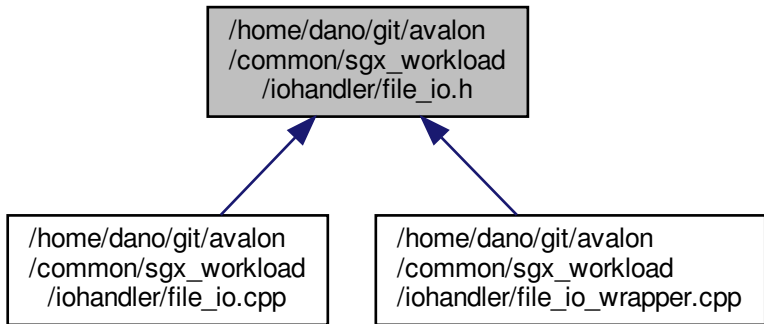 /home/dano/git/avalon
/common/sgx_workload
/iohandler/file_io.h
/home/dano/git/avalon
/common/sgx_workload
/iohandler/file_io.cpp
/home/dano/git/avalon
/common/sgx_workload
/iohandler/file_io_wrapper.cpp